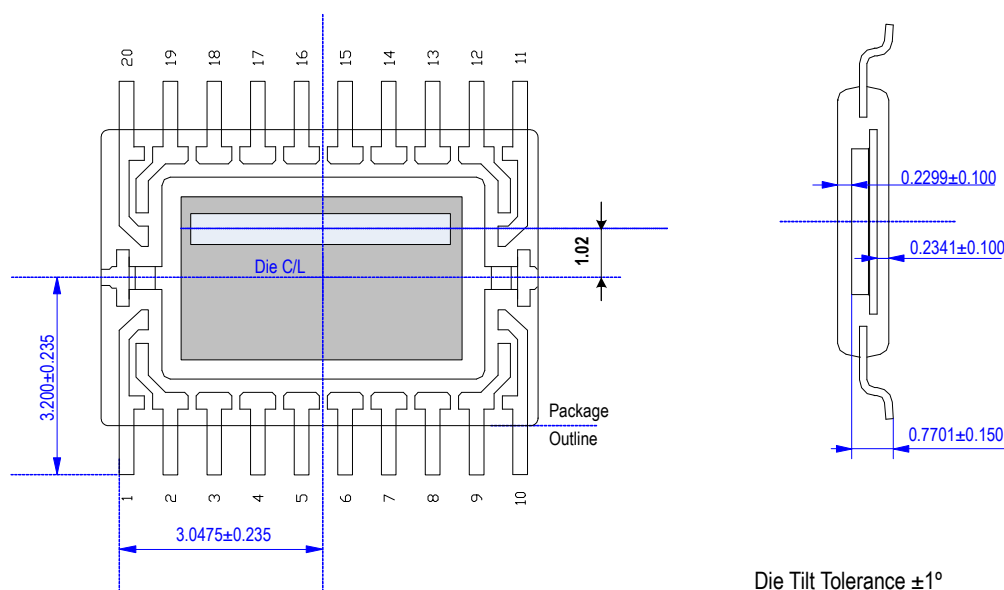 20 19 18 17 16 15 14 13 12 11
0.2299±0.100
1.02
0.2341±0.100
Die C/L
3.200±0.235
Package
Outline
0.7701±0.150
1 2 3 4 5 6 7 8 9 10
3.0475±0.235
Die Tilt Tolerance ±1º